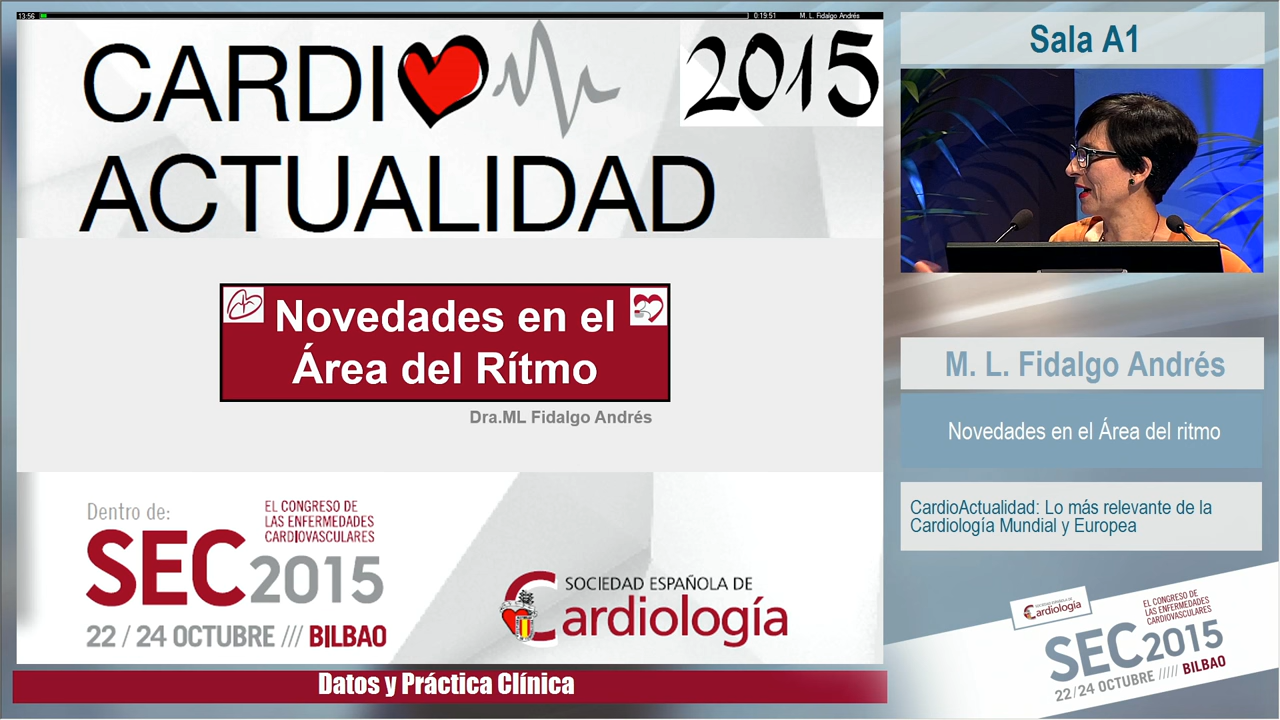 13:56
0:19:51
M. L. Fidalgo Andrés
CARDI
2015
ACTUALIDAD
Novedades en el
Área del Rítmo
Dra.ML Fidalgo Andrés
Dentro de:
EL CONGRESO DE
LAS ENFERMEDADES
CARDIOVASCULARES
SEC2015
22 / 24 OCTUBRE /// BILBAO
SOCIEDAD ESPAÑOLA DE
Cardiología
Datos y Práctica Clínica
Sala A1
M. L. Fidalgo Andrés
Novedades en el Área del ritmo
CardioActualidad: Lo más relevante de la
Cardiología Mundial y Europea
SOCIEDAD ESPAÑOLA DE
Cardiología
EL CONGRESO DE
LAS ENFERMEDADES
CARDIOVASCULARES
SEC2015
22/24 OCTUBRE ///// BILBAO